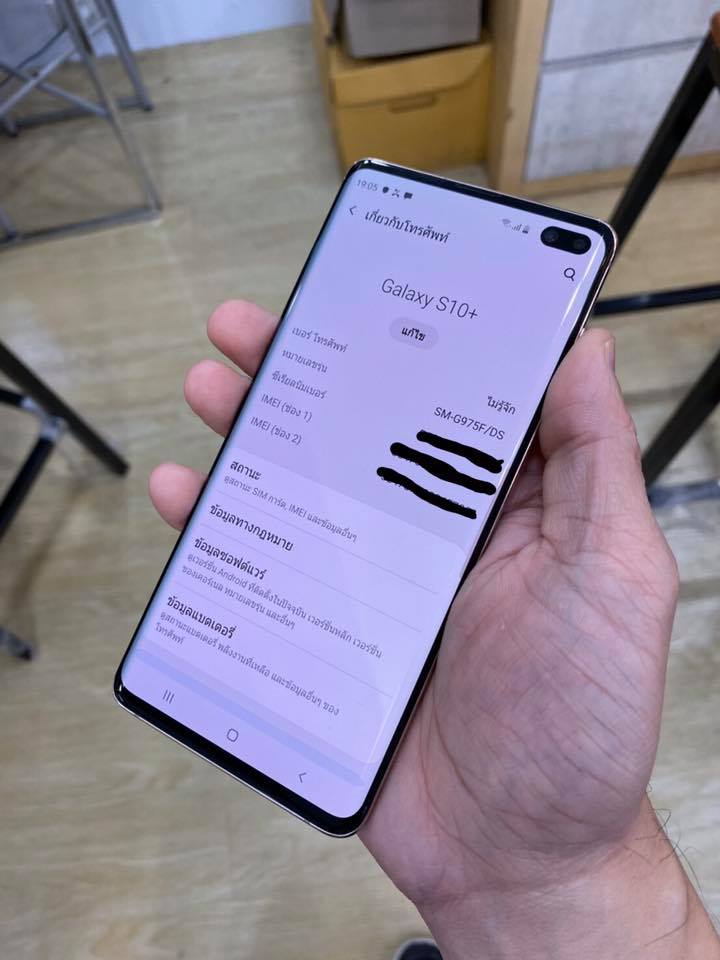 19:05
เกี่ยวกับโทรศัพท์
Galaxy S10+
แก้ไข
เบอร์ โทรศัพท์ ไม่รู้จัก
หมายเลขรุ่น SM-G975F/DS
ซีเรียลนัมเบอร์
IMEI (ช่อง 1)
IMEI (ช่อง 2)
สถานะ
ดูสถานะ SIM การ์ด, IMEI และข้อมูลอื่นๆ
ข้อมูลทางกฎหมาย
ข้อมูลซอฟต์แวร์
ดูเวอร์ชั่น Android ที่ติดตั้งในปัจจุบัน เวอร์ชั่นหลัก เวอร์ชั่น
ของเคอร์เนล หมายเลขรุ่น และอื่นๆ
ข้อมูลแบตเตอรี่
ดูสถานะแบตเตอรี่ พลังงานที่เหลือ และข้อมูลอื่นๆ ของ
โทรศัพท์